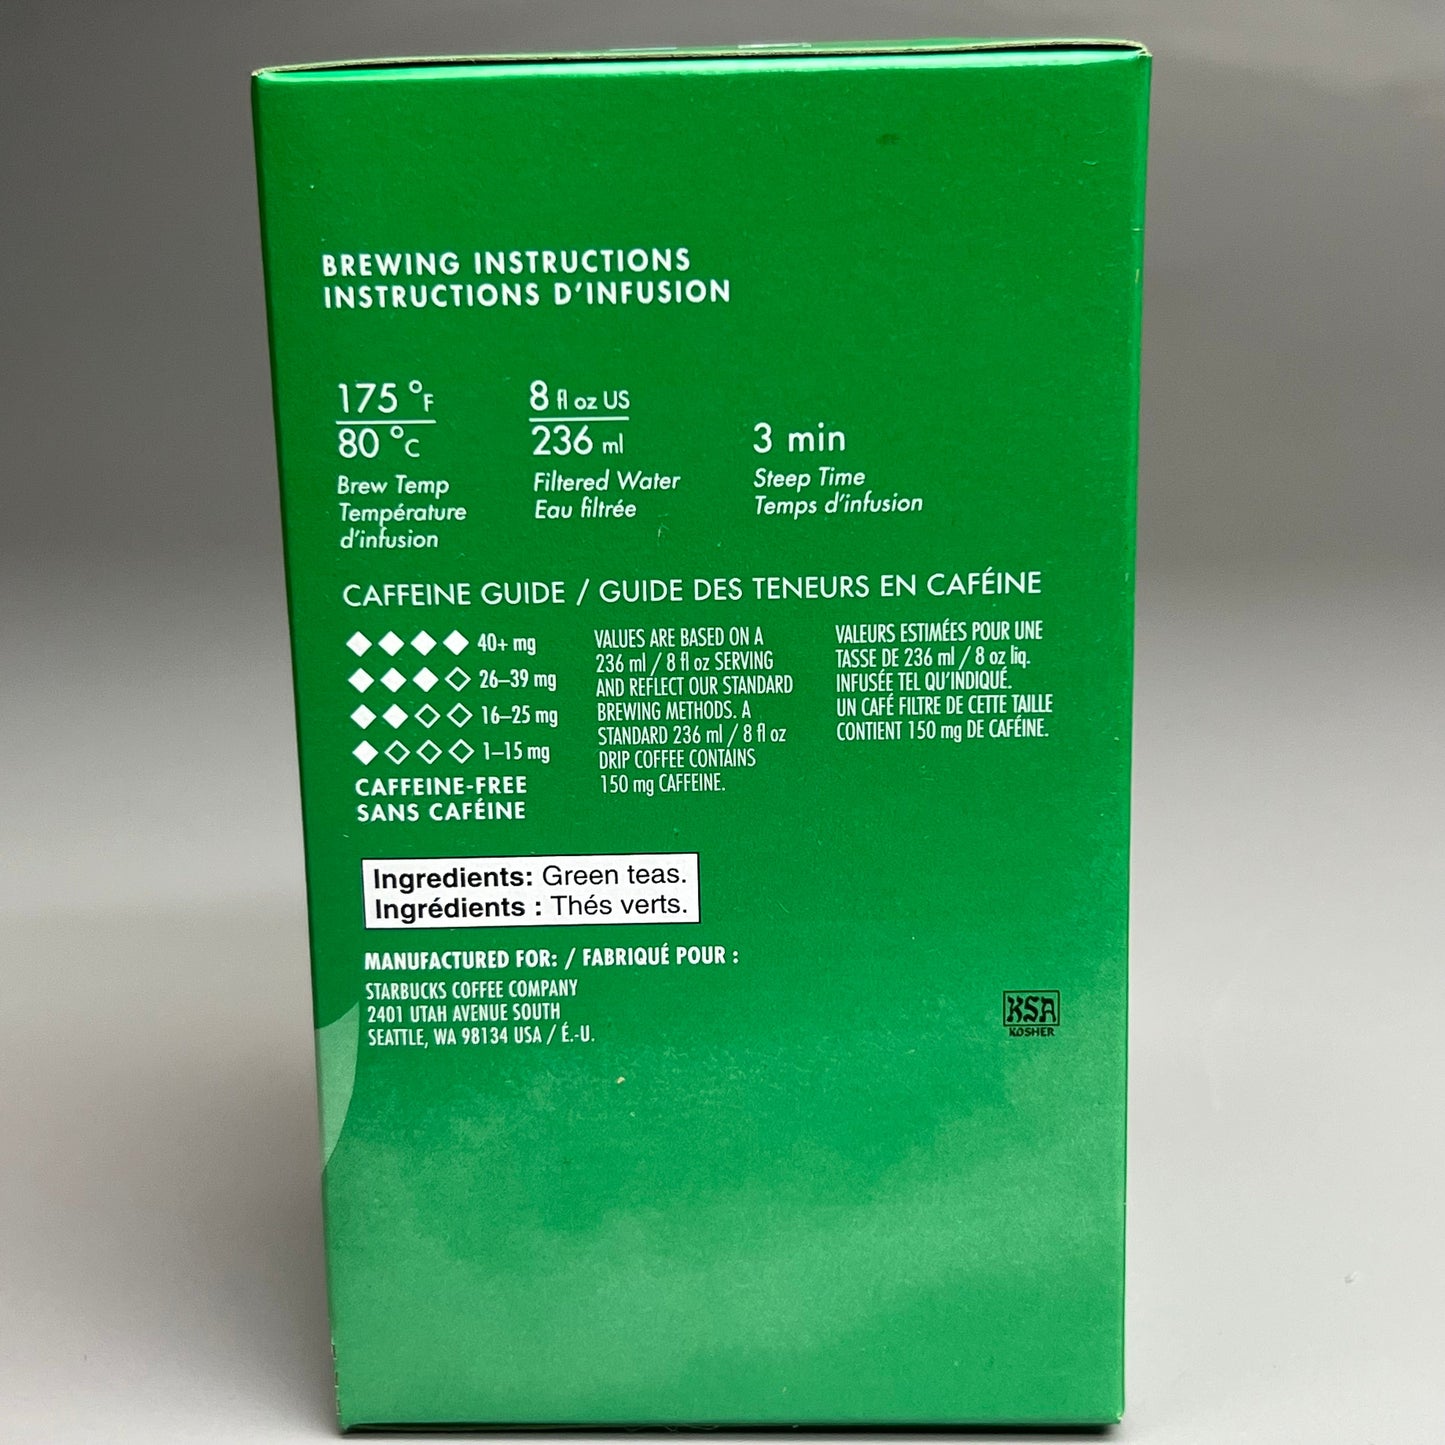 BREWING INSTRUCTIONS
INSTRUCTIONS D'INFUSION
175 °F
80 °C
Brew Temp
Température
d'infusion
8 fl oz US
236 ml
Filtered Water
Eau filtrée
3 min
Steep Time
Temps d'infusion
CAFFEINE GUIDE / GUIDE DES TENEURS EN CAFÉINE
40+ mg
26–39 mg
16–25 mg
1–15 mg
CAFFEINE-FREE
SANS CAFÉINE
VALUES ARE BASED ON A
236 ml / 8 fl oz SERVING
AND REFLECT OUR STANDARD
BREWING METHODS. A
STANDARD 236 ml / 8 fl oz
DRIP COFFEE CONTAINS
150 mg CAFFEINE.
VALEURS ESTIMÉES POUR UNE
TASSE DE 236 ml / 8 oz liq.
INFUSÉE TEL QU'INDIQUÉ.
UN CAFÉ FILTRE DE CETTE TAILLE
CONTIENT 150 mg DE CAFÉINE.
Ingredients: Green teas.
Ingrédients : Thés verts.
MANUFACTURED FOR: / FABRIQUÉ POUR :
STARBUCKS COFFEE COMPANY
2401 UTAH AVENUE SOUTH
SEATTLE, WA 98134 USA / É.-U.
KSA
KOSHER